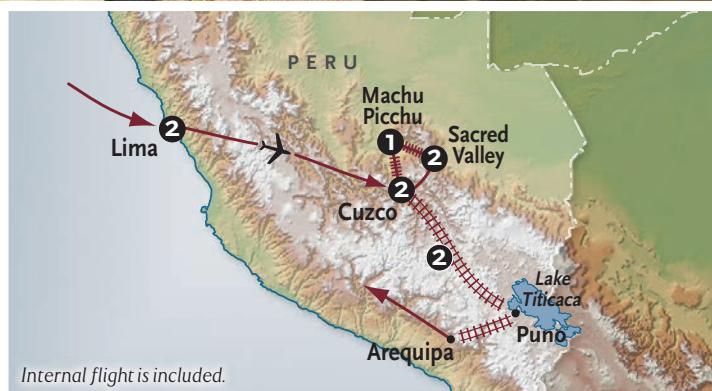 PERU
Machu
Picchu
1
Sacred
Valley
2
2
Lima
2
Cuzco
2
Lake
Titicaca
Puno
Arequipa
Internal flight is included.